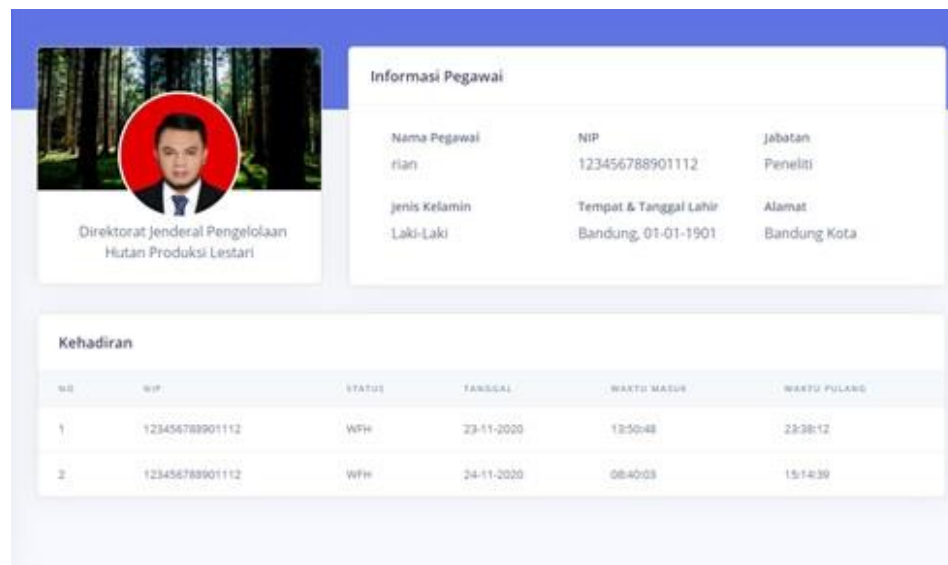 Direktorat Jenderal Pengelolaan
Hutan Produksi Lestari
Informasi Pegawai
Nama Pegawai NIP Jabatan
rian 123456788901112 Peneliti
Jenis Kelamin Tempat & Tanggal Lahir Alamat
Laki-Laki Bandung, 01-01-1901 Bandung Kota
Kehadiran
NO NIP STATUS TANGGAL WAKTU MASUK WAKTU PULANG
1 123456788901112 WFH 23-11-2020 13:50:48 23:38:12
2 123456788901112 WFH 24-11-2020 08:40:03 15:14:39